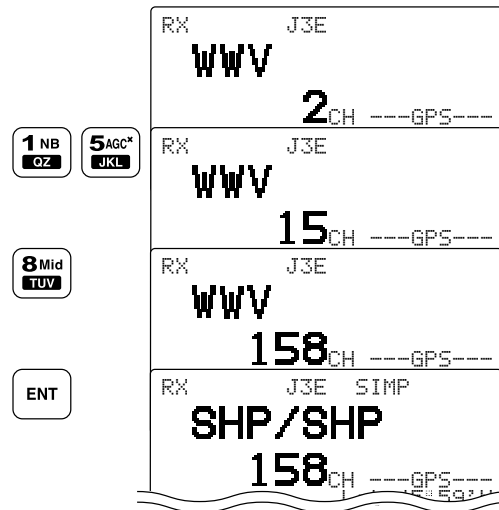 RX J3E
WWV
2CH ---GPS---
1 NB QZ 5 AGC* JKL
RX J3E
WWV
15CH ---GPS---
8 Mid TUV
RX J3E
WWV
158CH ---GPS---
ENT
RX J3E SIMP
SHP/SHP
158CH ---GPS---